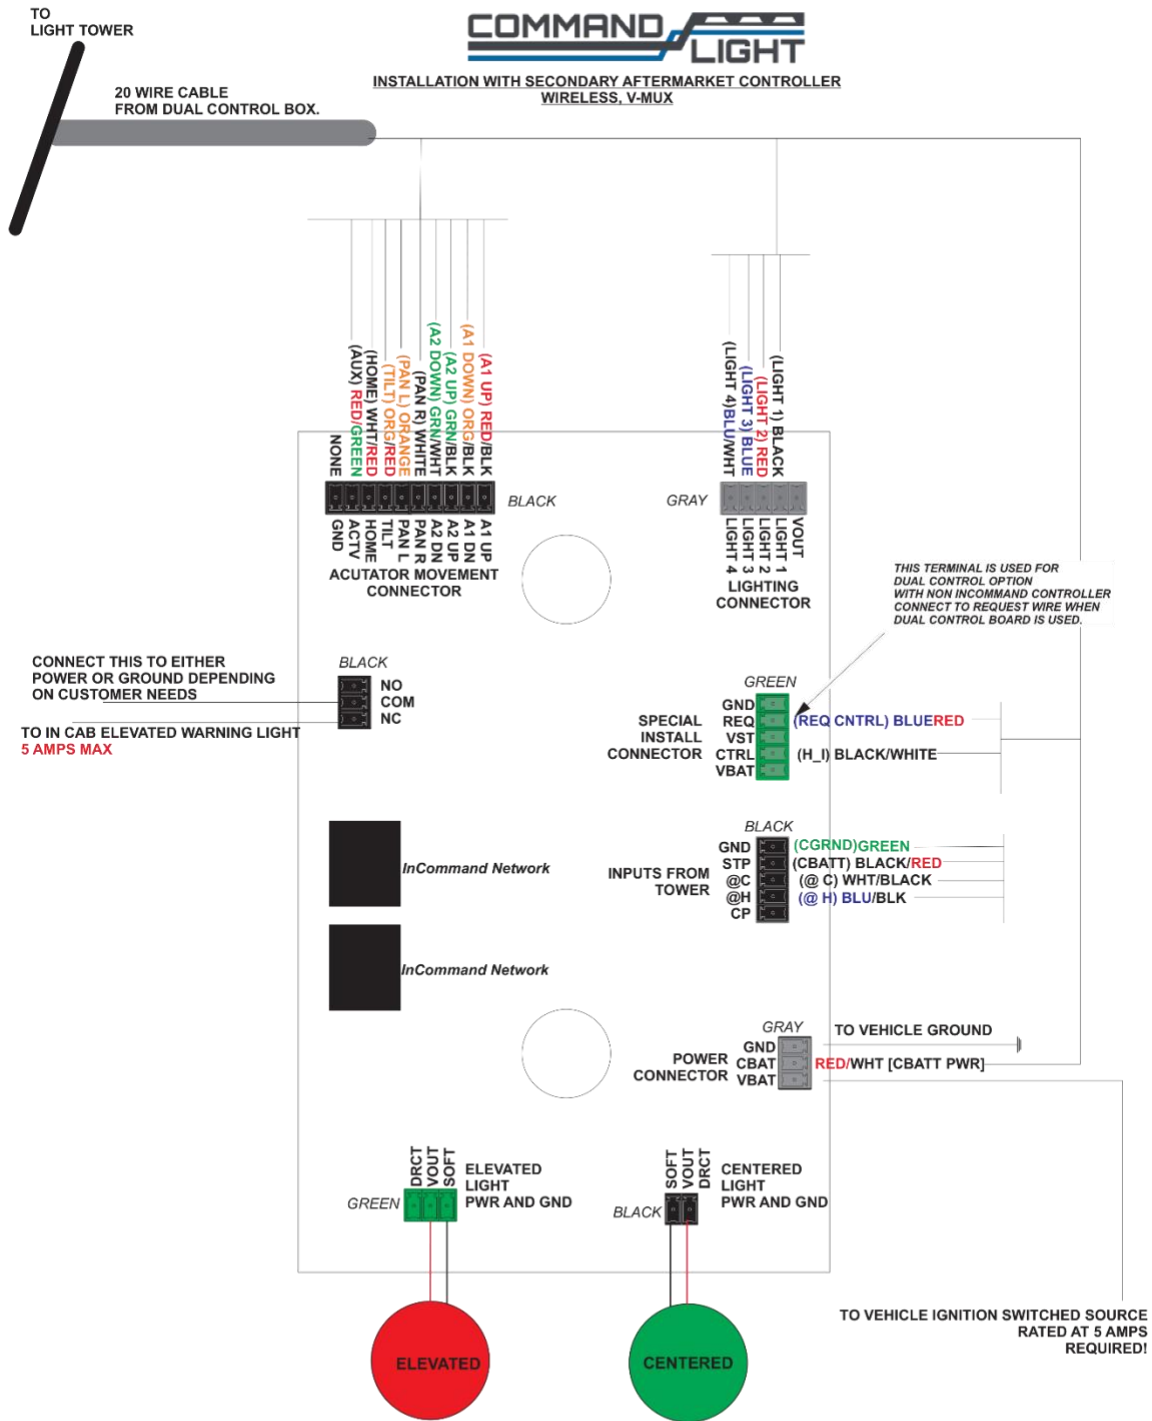 TO
LIGHT TOWER
COMMAND
LIGHT
INSTALLATION WITH SECONDARY AFTERMARKET CONTROLLER
WIRELESS, V-MUX
20 WIRE CABLE
FROM DUAL CONTROL BOX.
NONE
(AUX) RED/GREEN
(HOME) WHT/RED
(TILT) ORG/RED
(PAN L) ORANGE
(PAN R) WHITE
(A2 DOWN) GRN/WHT
(A2 UP) GRN/BLK
(A1 DOWN) ORG/BLK
(A1 UP) RED/BLK
(LIGHT 4)BLU/WHT
(LIGHT 3) BLUE
(LIGHT 2) RED
(LIGHT 1) BLACK
BLACK
GRAY
GND
ACTV
HOME
TILT
PAN L
PAN R
A2 DN
A2 UP
A1 DN
A1 UP
ACUTATOR MOVEMENT
CONNECTOR
LIGHT 4
LIGHT 3
LIGHT 2
LIGHT 1
VOUT
LIGHTING
CONNECTOR
THIS TERMINAL IS USED FOR
DUAL CONTROL OPTION
WITH NON INCOMMAND CONTROLLER
CONNECT TO REQUEST WIRE WHEN
DUAL CONTROL BOARD IS USED.
CONNECT THIS TO EITHER
POWER OR GROUND DEPENDING
ON CUSTOMER NEEDS
BLACK
NO
COM
NC
TO IN CAB ELEVATED WARNING LIGHT
5 AMPS MAX
GREEN
SPECIAL
INSTALL
CONNECTOR
GND
REQ
VST
CTRL
VBAT
(REQ CNTRL) BLUERED
(H_I) BLACK/WHITE
BLACK
INPUTS FROM
TOWER
GND
STP
@C
@H
CP
(CGRND)GREEN
(CBATT) BLACK/RED
(@ C) WHT/BLACK
(@ H) BLU/BLK
InCommand Network
InCommand Network
GRAY
POWER
CONNECTOR
GND
CBAT
VBAT
TO VEHICLE GROUND
RED/WHT [CBATT PWR]
DRCT
VOUT
SOFT
GREEN
ELEVATED
LIGHT
PWR AND GND
SOFT
VOUT
DRCT
BLACK
CENTERED
LIGHT
PWR AND GND
TO VEHICLE IGNITION SWITCHED SOURCE
RATED AT 5 AMPS
REQUIRED!
ELEVATED
CENTERED